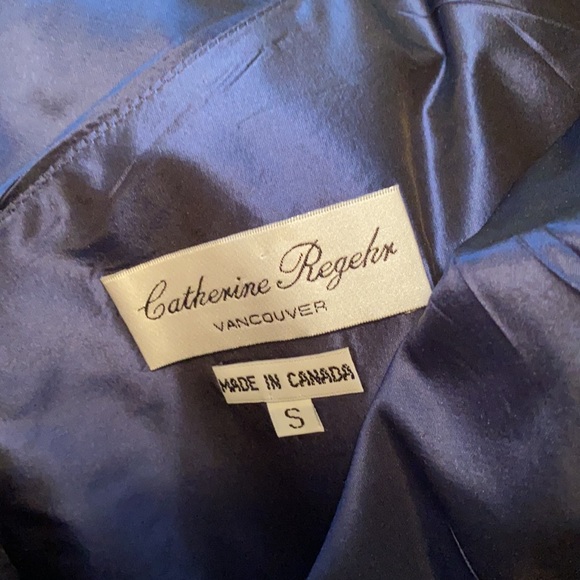 Catherine Regehr
VANCOUVER
MADE IN CANADA
S